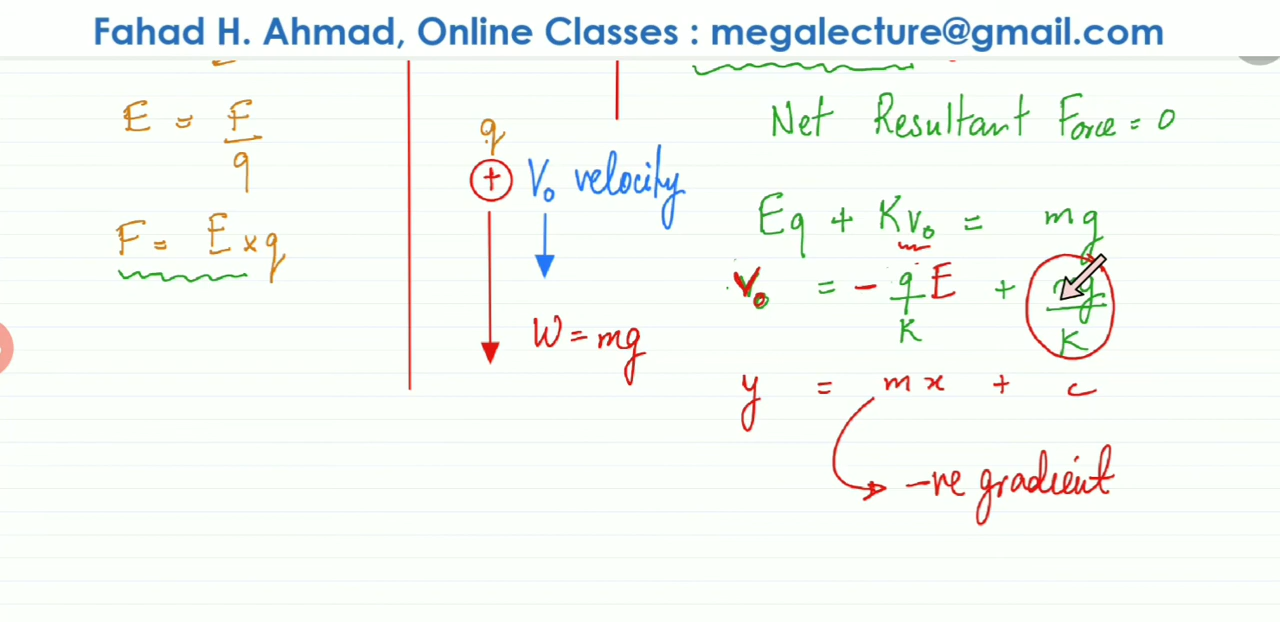 Fahad H. Ahmad, Online Classes : megalecture@gmail.com
E = F/q
F = E x q
q
+
V₀ velocity
W = mg
Net Resultant Force = 0
Eq + Kv₀ = mg
V₀ = - q/K E + mg/K
y = mx + c
-ve gradient